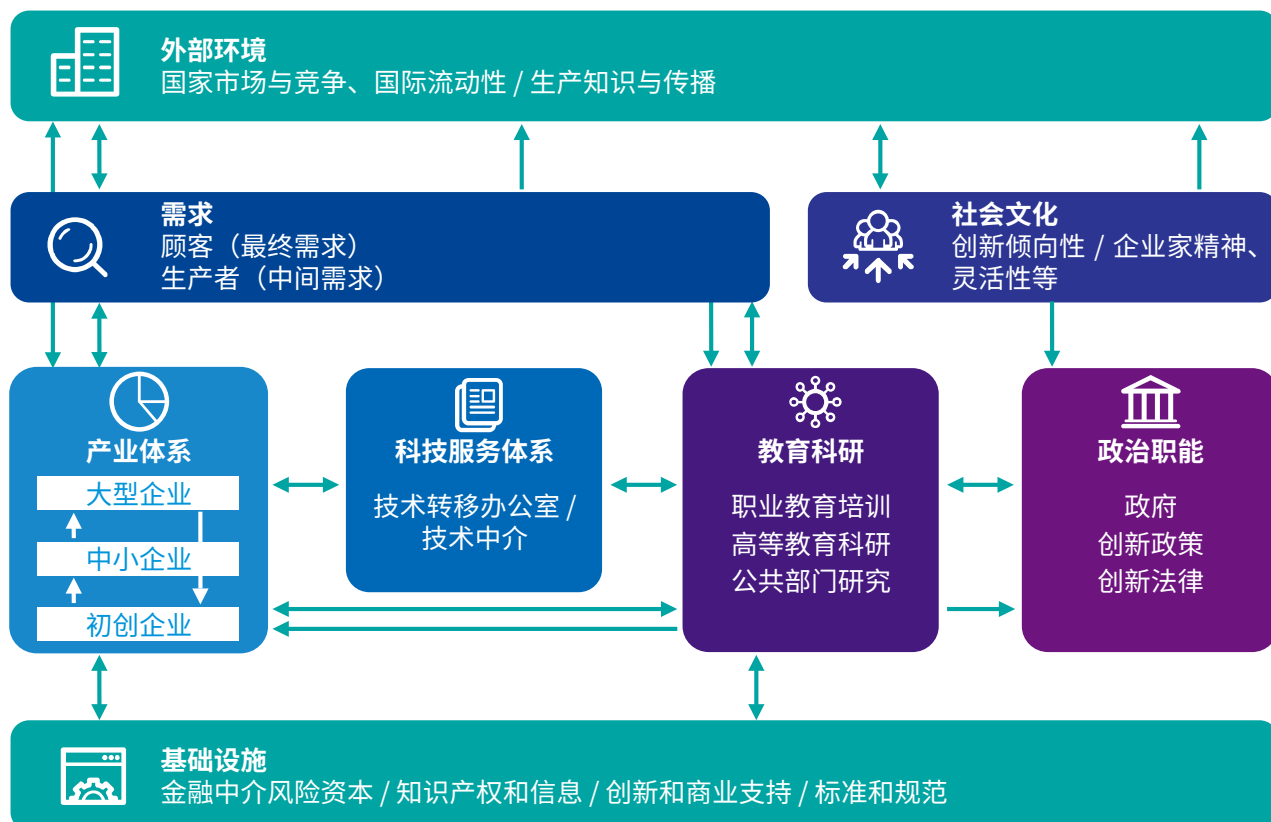 外部环境
国家市场与竞争、国际流动性 / 生产知识与传播
需求
顾客（最终需求）
生产者（中间需求）
社会文化
创新倾向性 / 企业家精神、
灵活性等
产业体系
大型企业
中小企业
初创企业
科技服务体系
技术转移办公室 /
技术中介
教育科研
职业教育培训
高等教育科研
公共部门研究
政治职能
政府
创新政策
创新法律
基础设施
金融中介风险资本 / 知识产权和信息 / 创新和商业支持 / 标准和规范